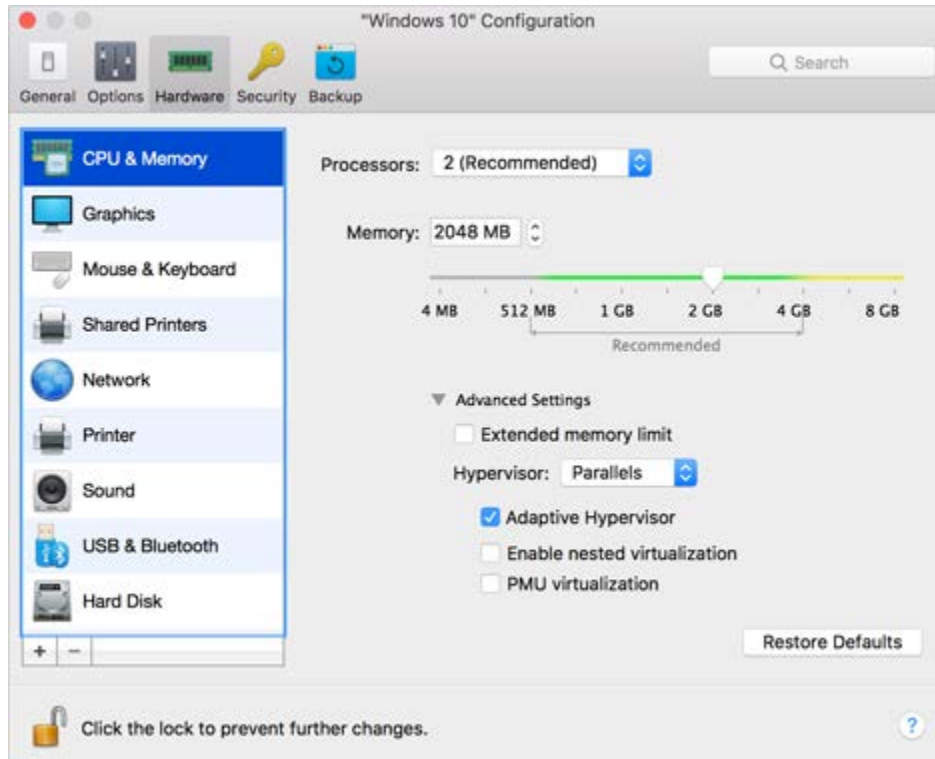 "Windows 10" Configuration
Search
General Options Hardware Security Backup
CPU & Memory
Graphics
Mouse & Keyboard
Shared Printers
Network
Printer
Sound
USB & Bluetooth
Hard Disk
+ −
Processors: 2 (Recommended)
Memory: 2048 MB
4 MB 512 MB 1 GB 2 GB 4 GB 8 GB
Recommended
Advanced Settings
Extended memory limit
Hypervisor: Parallels
Adaptive Hypervisor
Enable nested virtualization
PMU virtualization
Restore Defaults
Click the lock to prevent further changes.
?